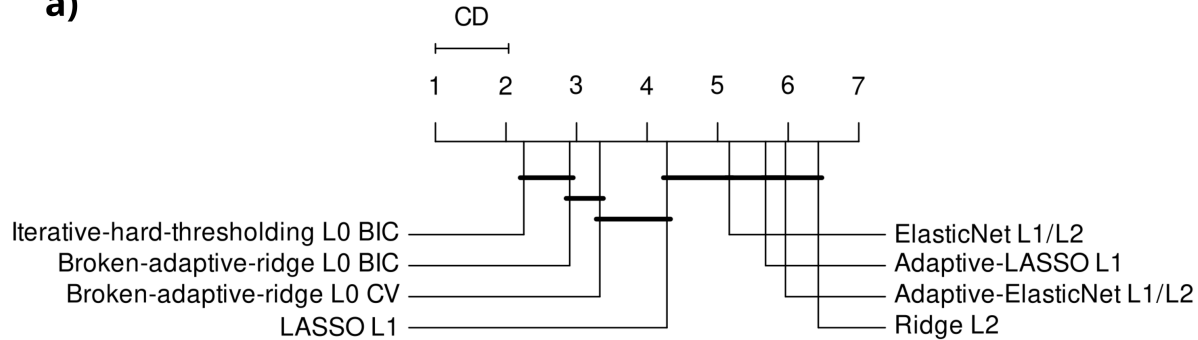 a)
CD
1 2 3 4 5 6 7
Iterative-hard-thresholding L0 BIC
ElasticNet L1/L2
Broken-adaptive-ridge L0 BIC
Adaptive-LASSO L1
Broken-adaptive-ridge L0 CV
Adaptive-ElasticNet L1/L2
LASSO L1
Ridge L2